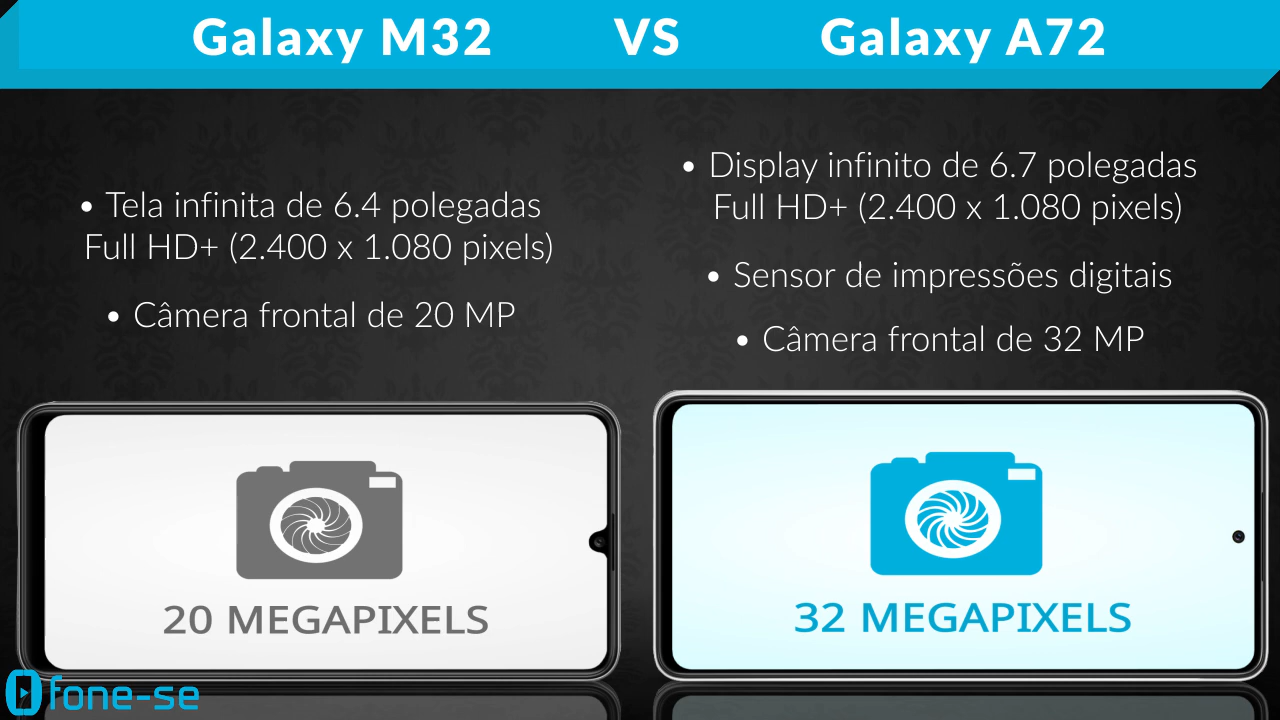 Galaxy M32 VS Galaxy A72
• Tela infinita de 6.4 polegadas
Full HD+ (2.400 x 1.080 pixels)
• Câmera frontal de 20 MP
• Display infinito de 6.7 polegadas
Full HD+ (2.400 x 1.080 pixels)
• Sensor de impressões digitais
• Câmera frontal de 32 MP
20 MEGAPIXELS
32 MEGAPIXELS
fone-se